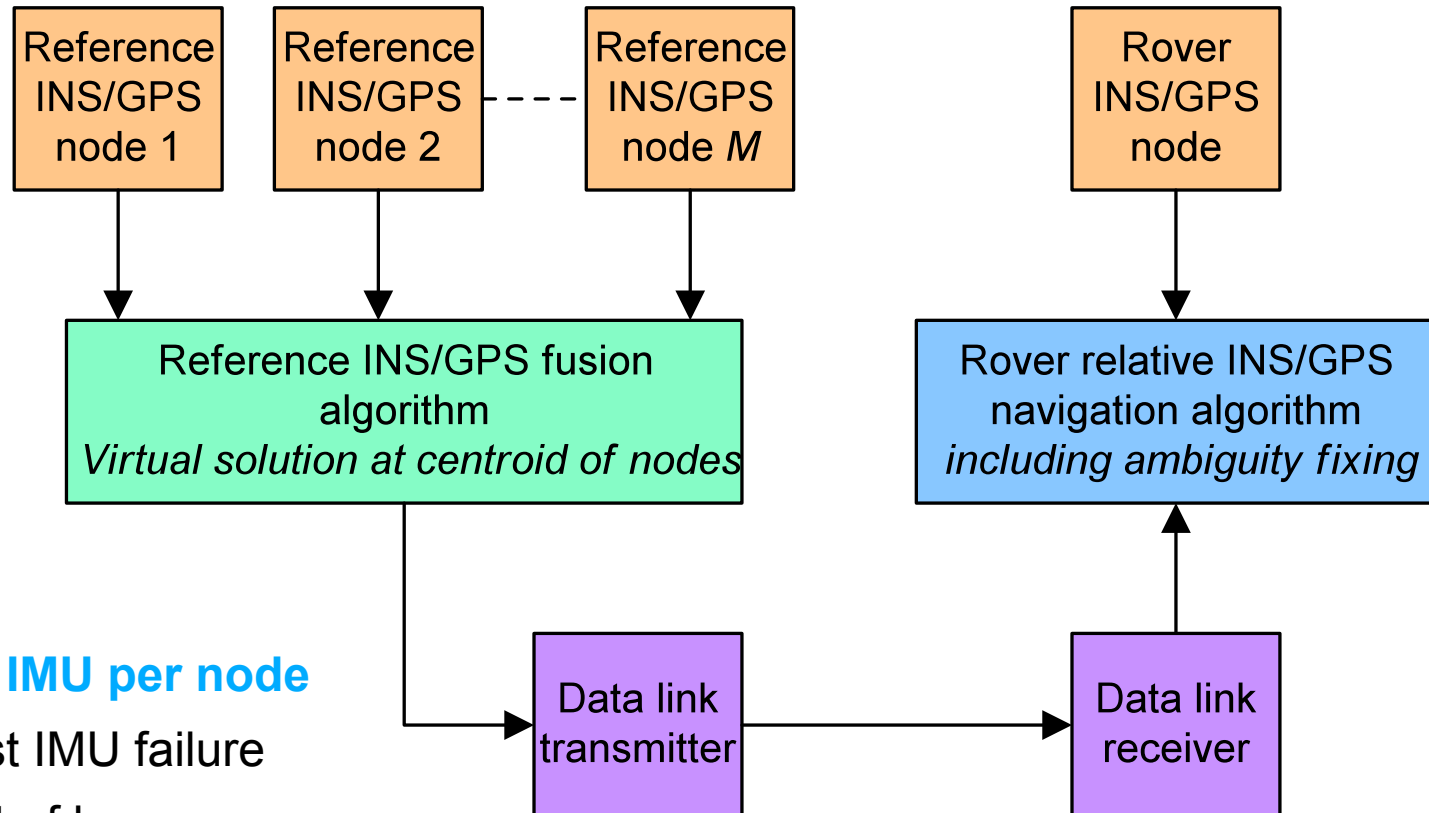 Reference
INS/GPS
node 1
Reference
INS/GPS
node 2
Reference
INS/GPS
node M
Rover
INS/GPS
node
Reference INS/GPS fusion
algorithm
Virtual solution at centroid of nodes
Rover relative INS/GPS
navigation algorithm
including ambiguity fixing
IMU per node
IMU failure
Data link
transmitter
Data link
receiver